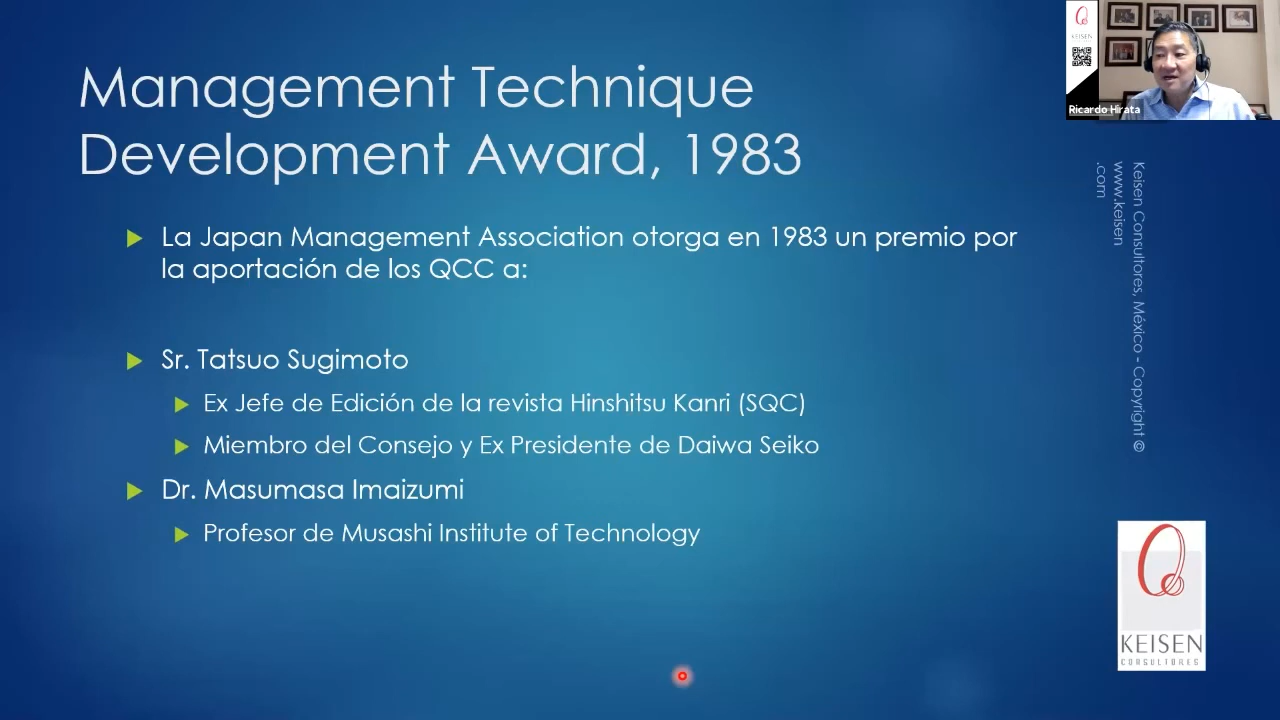 Management Technique
Development Award, 1983
La Japan Management Association otorga en 1983 un premio por
la aportación de los QCC a:
Sr. Tatsuo Sugimoto
Ex Jefe de Edición de la revista Hinshitsu Kanri (SQC)
Miembro del Consejo y Ex Presidente de Daiwa Seiko
Dr. Masumasa Imaizumi
Profesor de Musashi Institute of Technology
KEISEN
Ricardo Hirata
Keisen Consultores, México - Copyright ©
www.keisen
.com
KEISEN
CONSULTORES